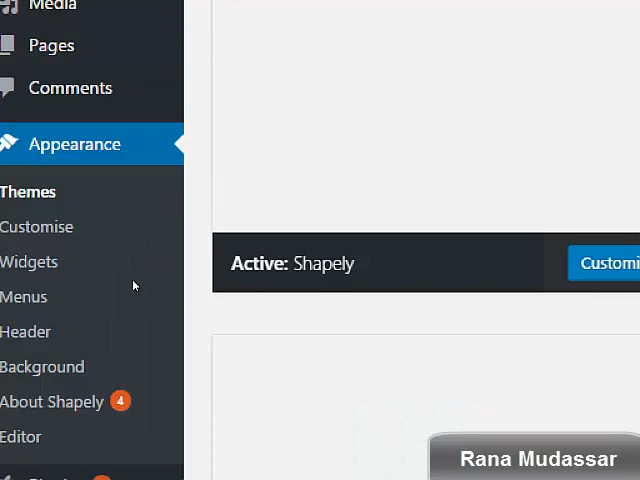 Media
Pages
Comments
Appearance
Themes
Customise
Widgets
Menus
Header
Background
About Shapely 4
Editor
Active: Shapely
Customi
Rana Mudassar